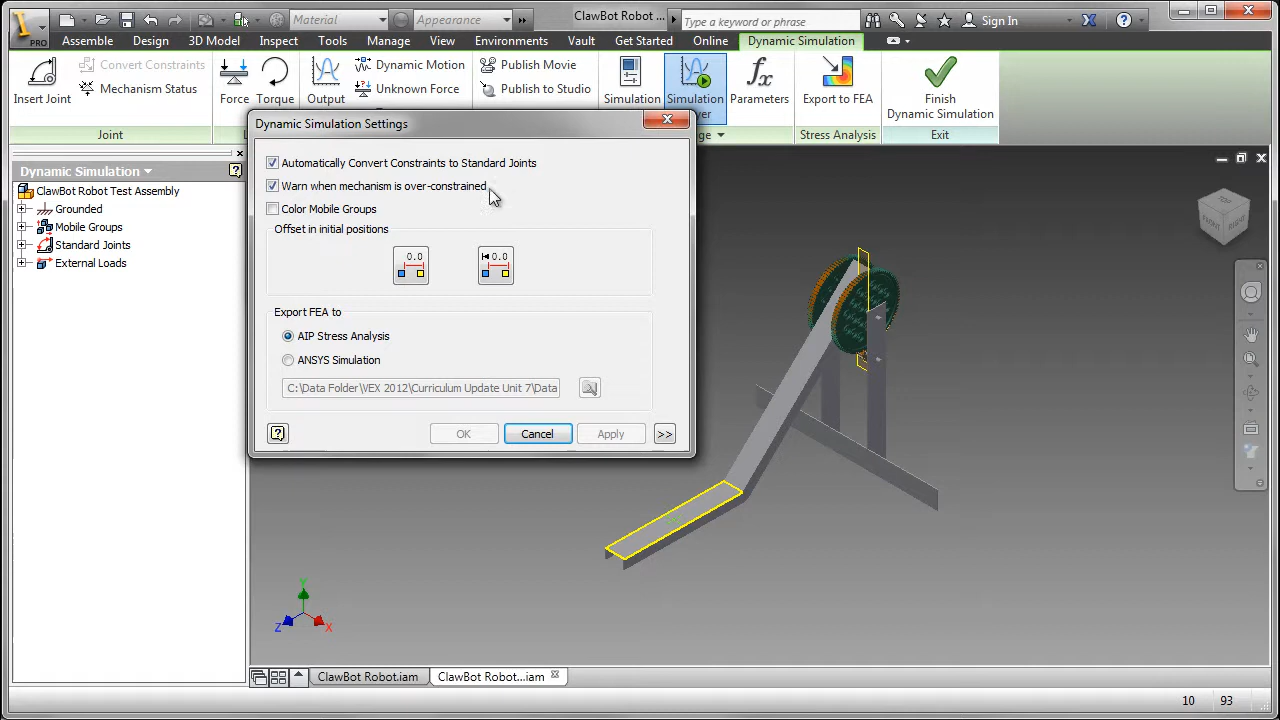 Material
Appearance
ClawBot Robot ...
Type a keyword or phrase
Sign In
PRO
Assemble
Design
3D Model
Inspect
Tools
Manage
View
Environments
Vault
Get Started
Online
Dynamic Simulation
Insert Joint
Convert Constraints
Mechanism Status
Force
Torque
Output
Dynamic Motion
Unknown Force
Publish Movie
Publish to Studio
Simulation
Simulation
Parameters
Export to FEA
Finish
Dynamic Simulation
Joint
Stress Analysis
Exit
Dynamic Simulation
ClawBot Robot Test Assembly
Grounded
Mobile Groups
Standard Joints
External Loads
Dynamic Simulation Settings
Automatically Convert Constraints to Standard Joints
Warn when mechanism is over-constrained
Color Mobile Groups
Offset in initial positions
0.0
0.0
Export FEA to
AIP Stress Analysis
ANSYS Simulation
C:\Data Folder\VEX 2012\Curriculum Update Unit 7\Data
OK
Cancel
Apply
>>
TOP
FRONT
RIGHT
Y
Z
X
ClawBot Robot.iam
ClawBot Robot...iam
10
93